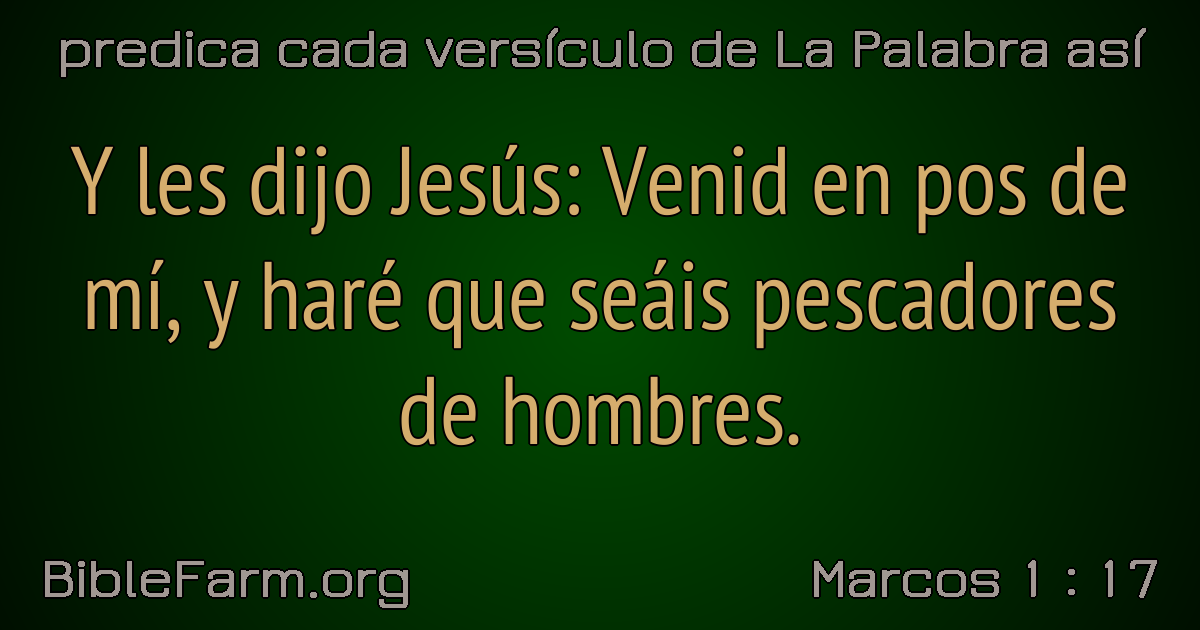 predica cada versículo de La Palabra así
Y les dijo Jesús: Venid en pos de
mí, y haré que seáis pescadores
de hombres.
BibleFarm.org
Marcos 1 : 17